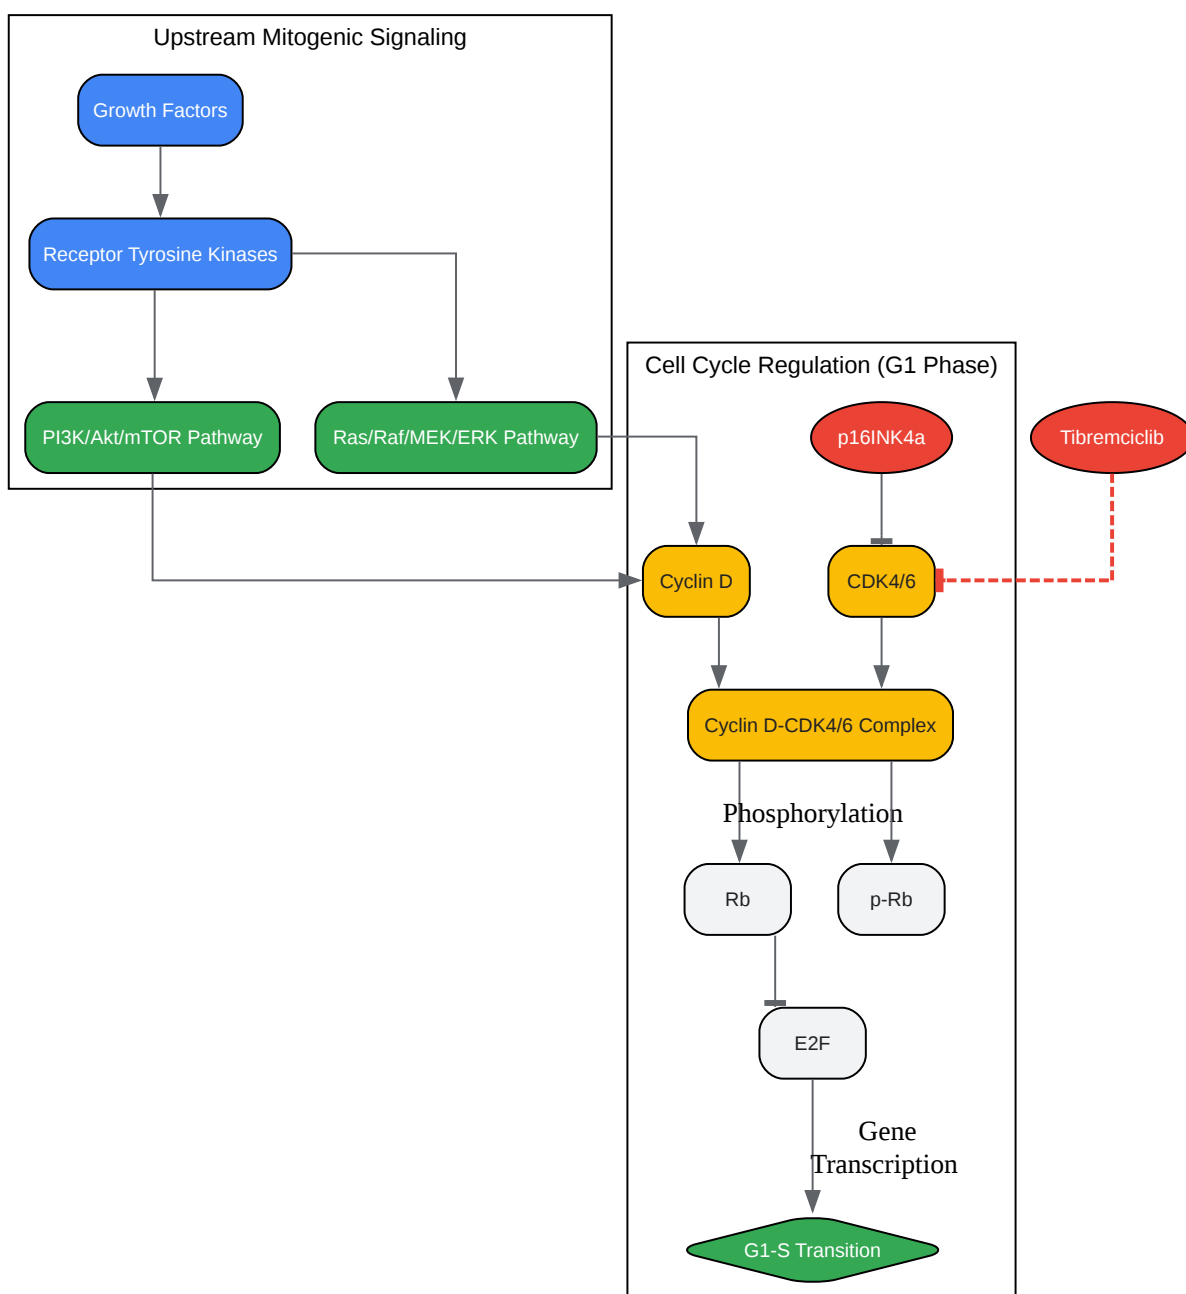 Upstream Mitogenic Signaling
Growth Factors
Receptor Tyrosine Kinases
PI3K/Akt/mTOR Pathway
Ras/Raf/MEK/ERK Pathway
Cell Cycle Regulation (G1 Phase)
p16INK4a
Tibremciclib
Cyclin D
CDK4/6
Cyclin D-CDK4/6 Complex
Phosphorylation
Rb
p-Rb
E2F
Gene
Transcription
G1-S Transition